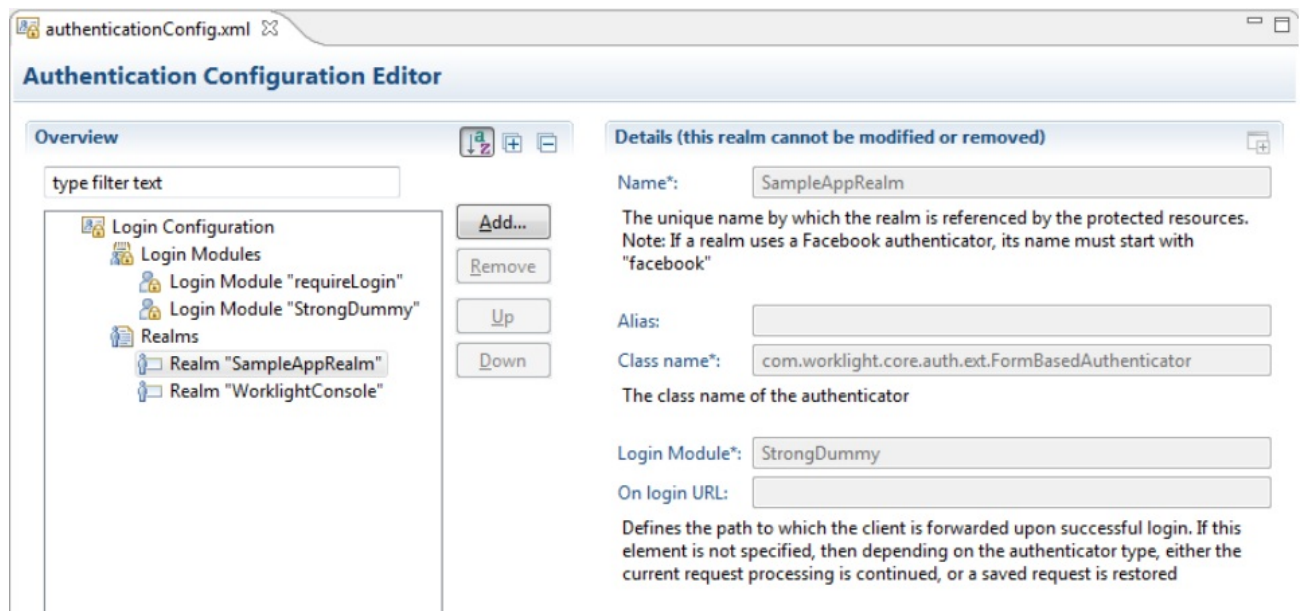 authenticationConfig.xml
Authentication Configuration Editor
Overview
type filter text
Login Configuration
Login Modules
Login Module "requireLogin"
Login Module "StrongDummy"
Realms
Realm "SampleAppRealm"
Realm "WorklightConsole"
Add...
Remove
Up
Down
Details (this realm cannot be modified or removed)
Name*: SampleAppRealm
The unique name by which the realm is referenced by the protected resources.
Note: If a realm uses a Facebook authenticator, its name must start with
"facebook"
Alias:
Class name*: com.worklight.core.auth.ext.FormBasedAuthenticator
The class name of the authenticator
Login Module*: StrongDummy
On login URL:
Defines the path to which the client is forwarded upon successful login. If this
element is not specified, then depending on the authenticator type, either the
current request processing is continued, or a saved request is restored